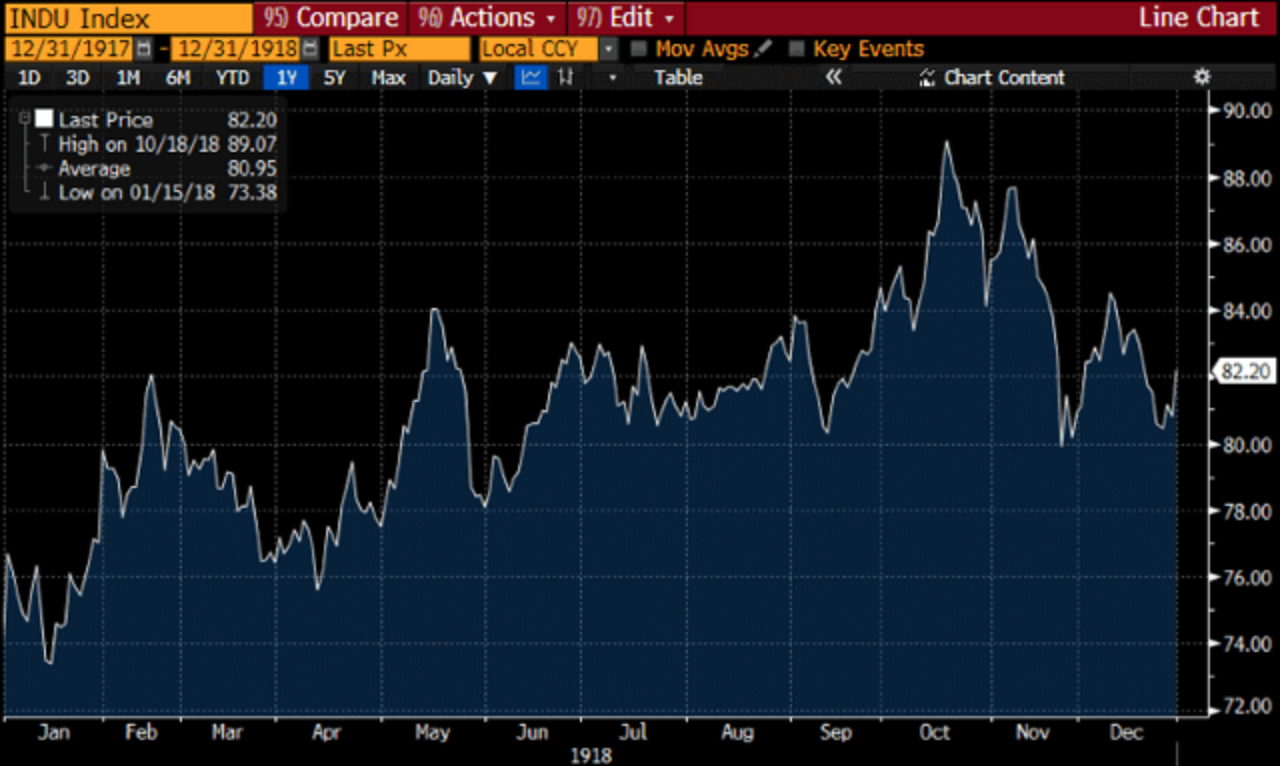 INDU Index 95) Compare 96) Actions 97) Edit Line Chart
12/31/1917 - 12/31/1918 Last Px Local CCY Mov Avgs Key Events
1D 3D 1M 6M YTD 1Y 5Y Max Daily ▼ Table « Chart Content
Last Price 82.20
High on 10/18/18 89.07
Average 80.95
Low on 01/15/18 73.38
90.00
88.00
86.00
84.00
82.20
80.00
78.00
76.00
74.00
72.00
Jan Feb Mar Apr May Jun Jul Aug Sep Oct Nov Dec
1918